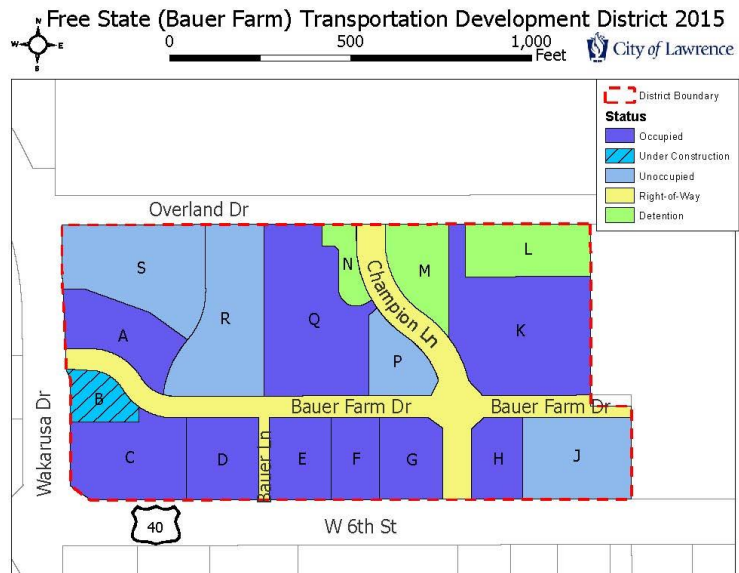 Free State (Bauer Farm) Transportation Development District 2015
N
W E
S
0 500 1,000
Feet
City of Lawrence
District Boundary
Status
Occupied
Under Construction
Unoccupied
Right-of-Way
Detention
Overland Dr
S
R
Q
N
M
L
A
Champion Ln
K
P
B
Bauer Farm Dr
Bauer Farm Dr
Wakarusa Dr
C
D
Bauer Ln
E
F
G
H
J
40
W 6th St